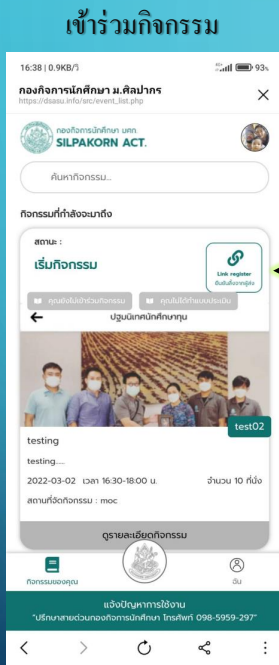 เข้าร่วมกิจกรรม
16:38 | 0.9KB/วิ
93%
กองกิจการนักศึกษา ม.ศิลปากร
https://dsasu.info/src/event_list.php
กองกิจการนักศึกษา มศก
SILPAKORN ACT.
ค้นหากิจกรรม...
กิจกรรมที่กำลังจะมาถึง
สถานะ :
เริ่มกิจกรรม
Link register
ยืนยันถึงจากผู้ส่ง
คุณยังไม่เข้าร่วมกิจกรรม
คุณไม่ได้ทำแบบประเมิน
ปฐมนิเทศนักศึกษาทุน
test02
testing
testing.....
2022-03-02 เวลา 16:30-18:00 น. จำนวน 10 ที่นั่ง
สถานที่จัดกิจกรรม : moc
ดูรายละเอียดกิจกรรม
กิจกรรมของคุณ
ฉัน
แจ้งปัญหาการใช้งาน
"ปรึกษาสายด่วนกองกิจการนักศึกษา โทรศัพท์ 098-5959-297"